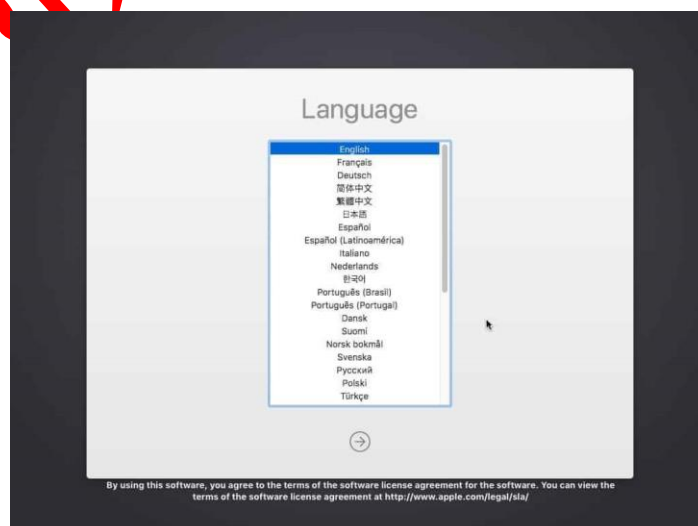 Language
English
Français
Deutsch
简体中文
繁體中文
日本語
Español
Español (Latinoamérica)
Italiano
Nederlands
한국어
Português (Brasil)
Português (Portugal)
Dansk
Suomi
Norsk bokmål
Svenska
Русский
Polski
Türkçe
By using this software, you agree to the terms of the software license agreement for the software. You can view the
terms of the software license agreement at http://www.apple.com/legal/sla/